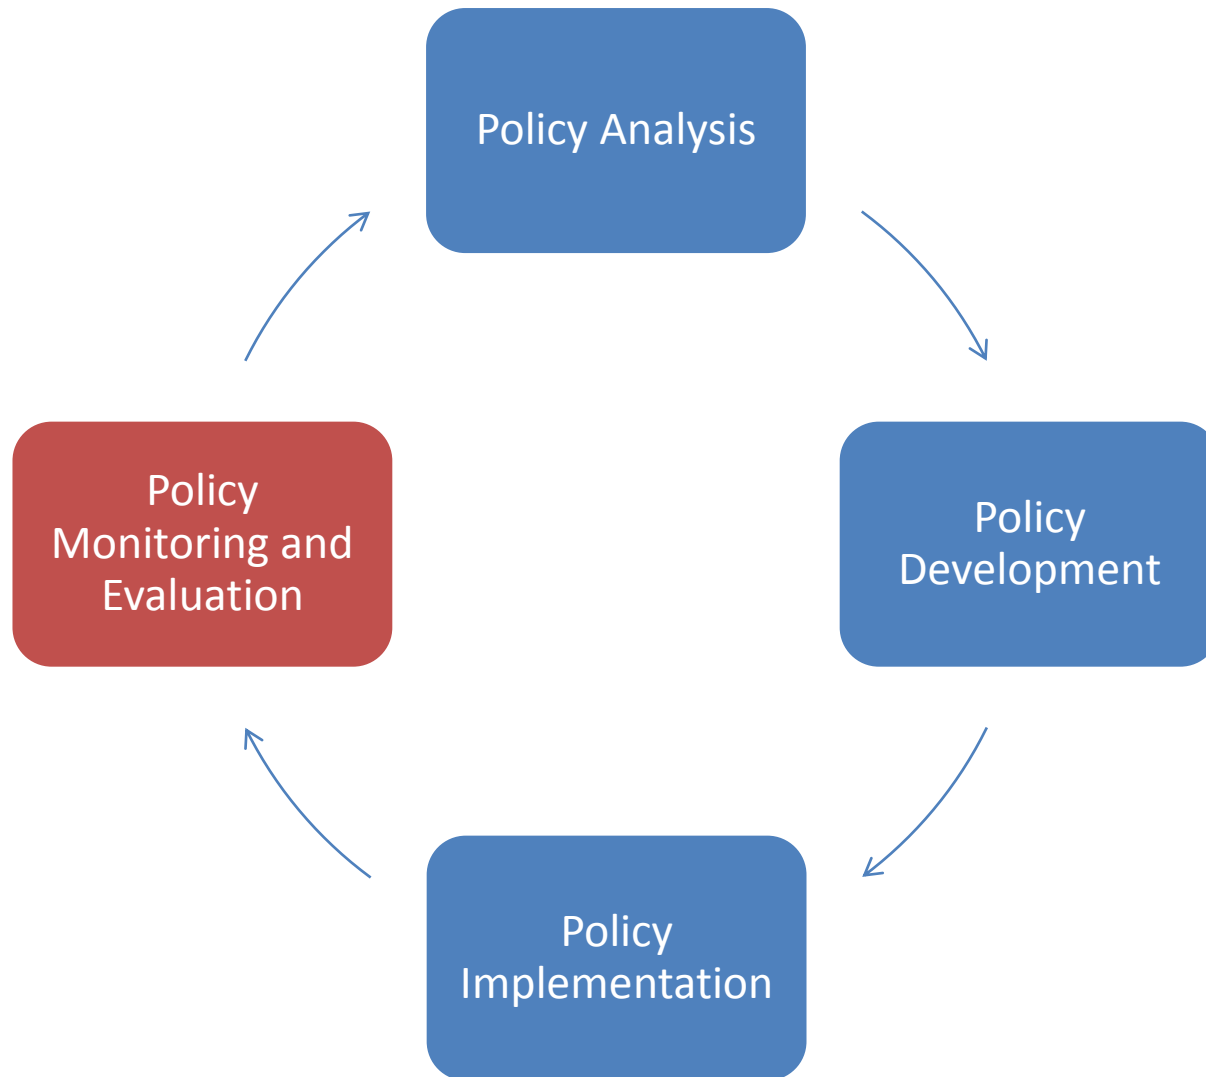 Policy Analysis
Policy
Development
Policy
Implementation
Policy
Monitoring and
Evaluation